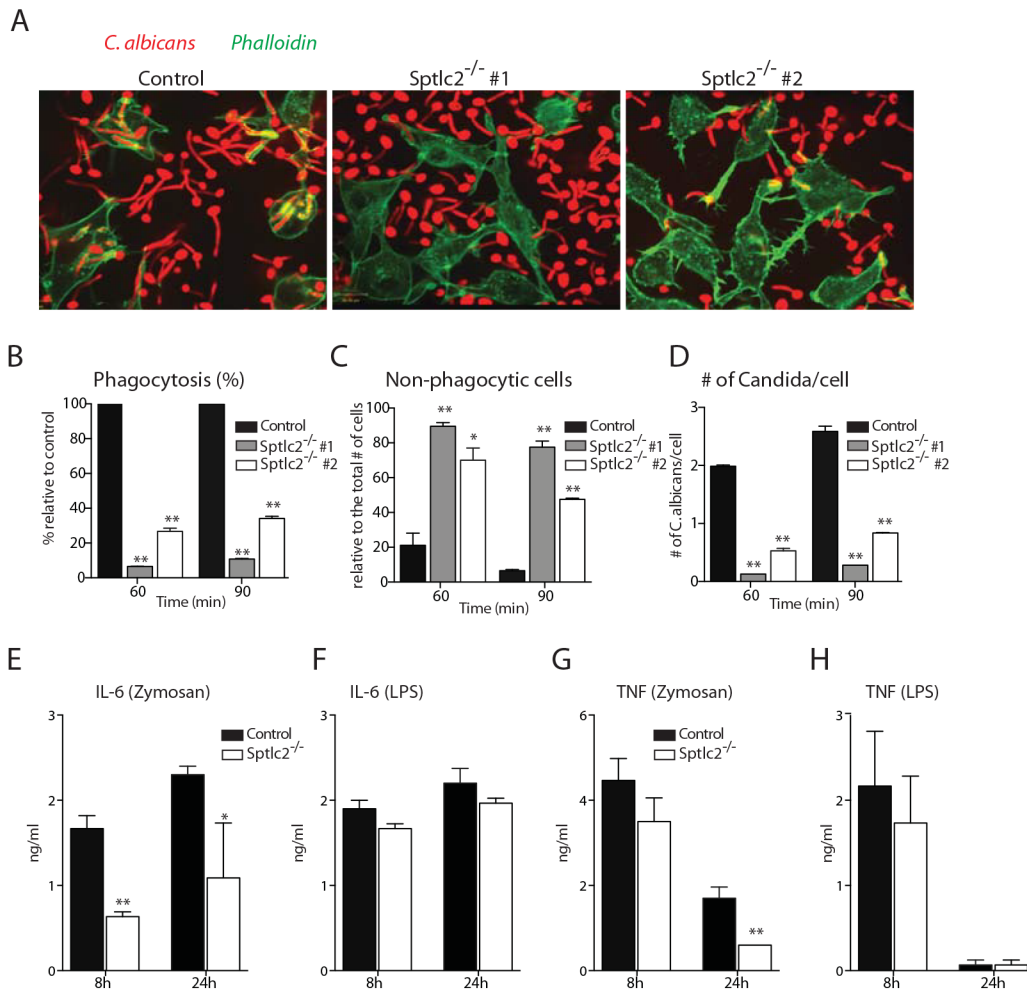 A
C. albicans Phalloidin
Control
Sptlc2-/- #1
Sptlc2-/- #2
B
Phagocytosis (%)
% relative to control
100
80
60
40
20
0
60
90
Time (min)
Control
Sptlc2-/- #1
Sptlc2-/- #2
**
**
**
**
C
Non-phagocytic cells
relative to the total # of cells
80
60
40
20
0
60
90
Time (min)
Control
Sptlc2-/- #1
Sptlc2-/- #2
**
*
**
**
D
# of Candida/cell
# of C. albicans/cell
3
2
1
0
60
90
Time (min)
Control
Sptlc2-/- #1
Sptlc2-/- #2
**
**
**
**
E
IL-6 (Zymosan)
ng/ml
3
2
1
0
8h
24h
Control
Sptlc2-/-
**
*
F
IL-6 (LPS)
ng/ml
3
2
1
0
8h
24h
G
TNF (Zymosan)
ng/ml
6
4
2
0
8h
24h
Control
Sptlc2-/-
**
H
TNF (LPS)
ng/ml
3
2
1
0
8h
24h